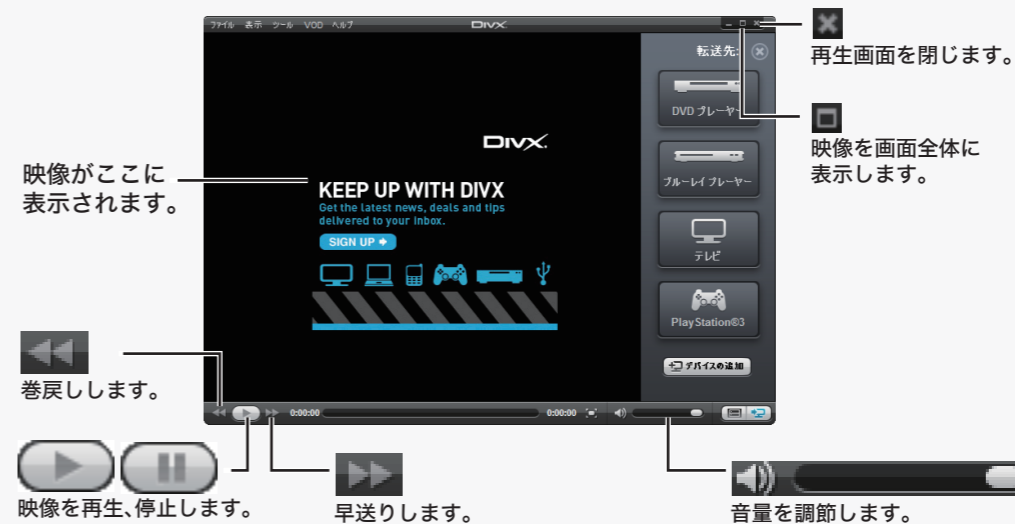 ファイル 表示 ツール VOD ヘルプ
DIVX
再生画面を閉じます。
転送先:
DVD プレーヤー
映像を画面全体に
表示します。
DIVX.
映像がここに
表示されます。
KEEP UP WITH DIVX
Get the latest news, deals and tips
delivered to your inbox.
SIGN UP
ブルーレイ プレーヤー
テレビ
PlayStation®3
デバイスの追加
巻戻しします。
0:00:00
0:00:00
映像を再生、停止します。
早送りします。
音量を調節します。